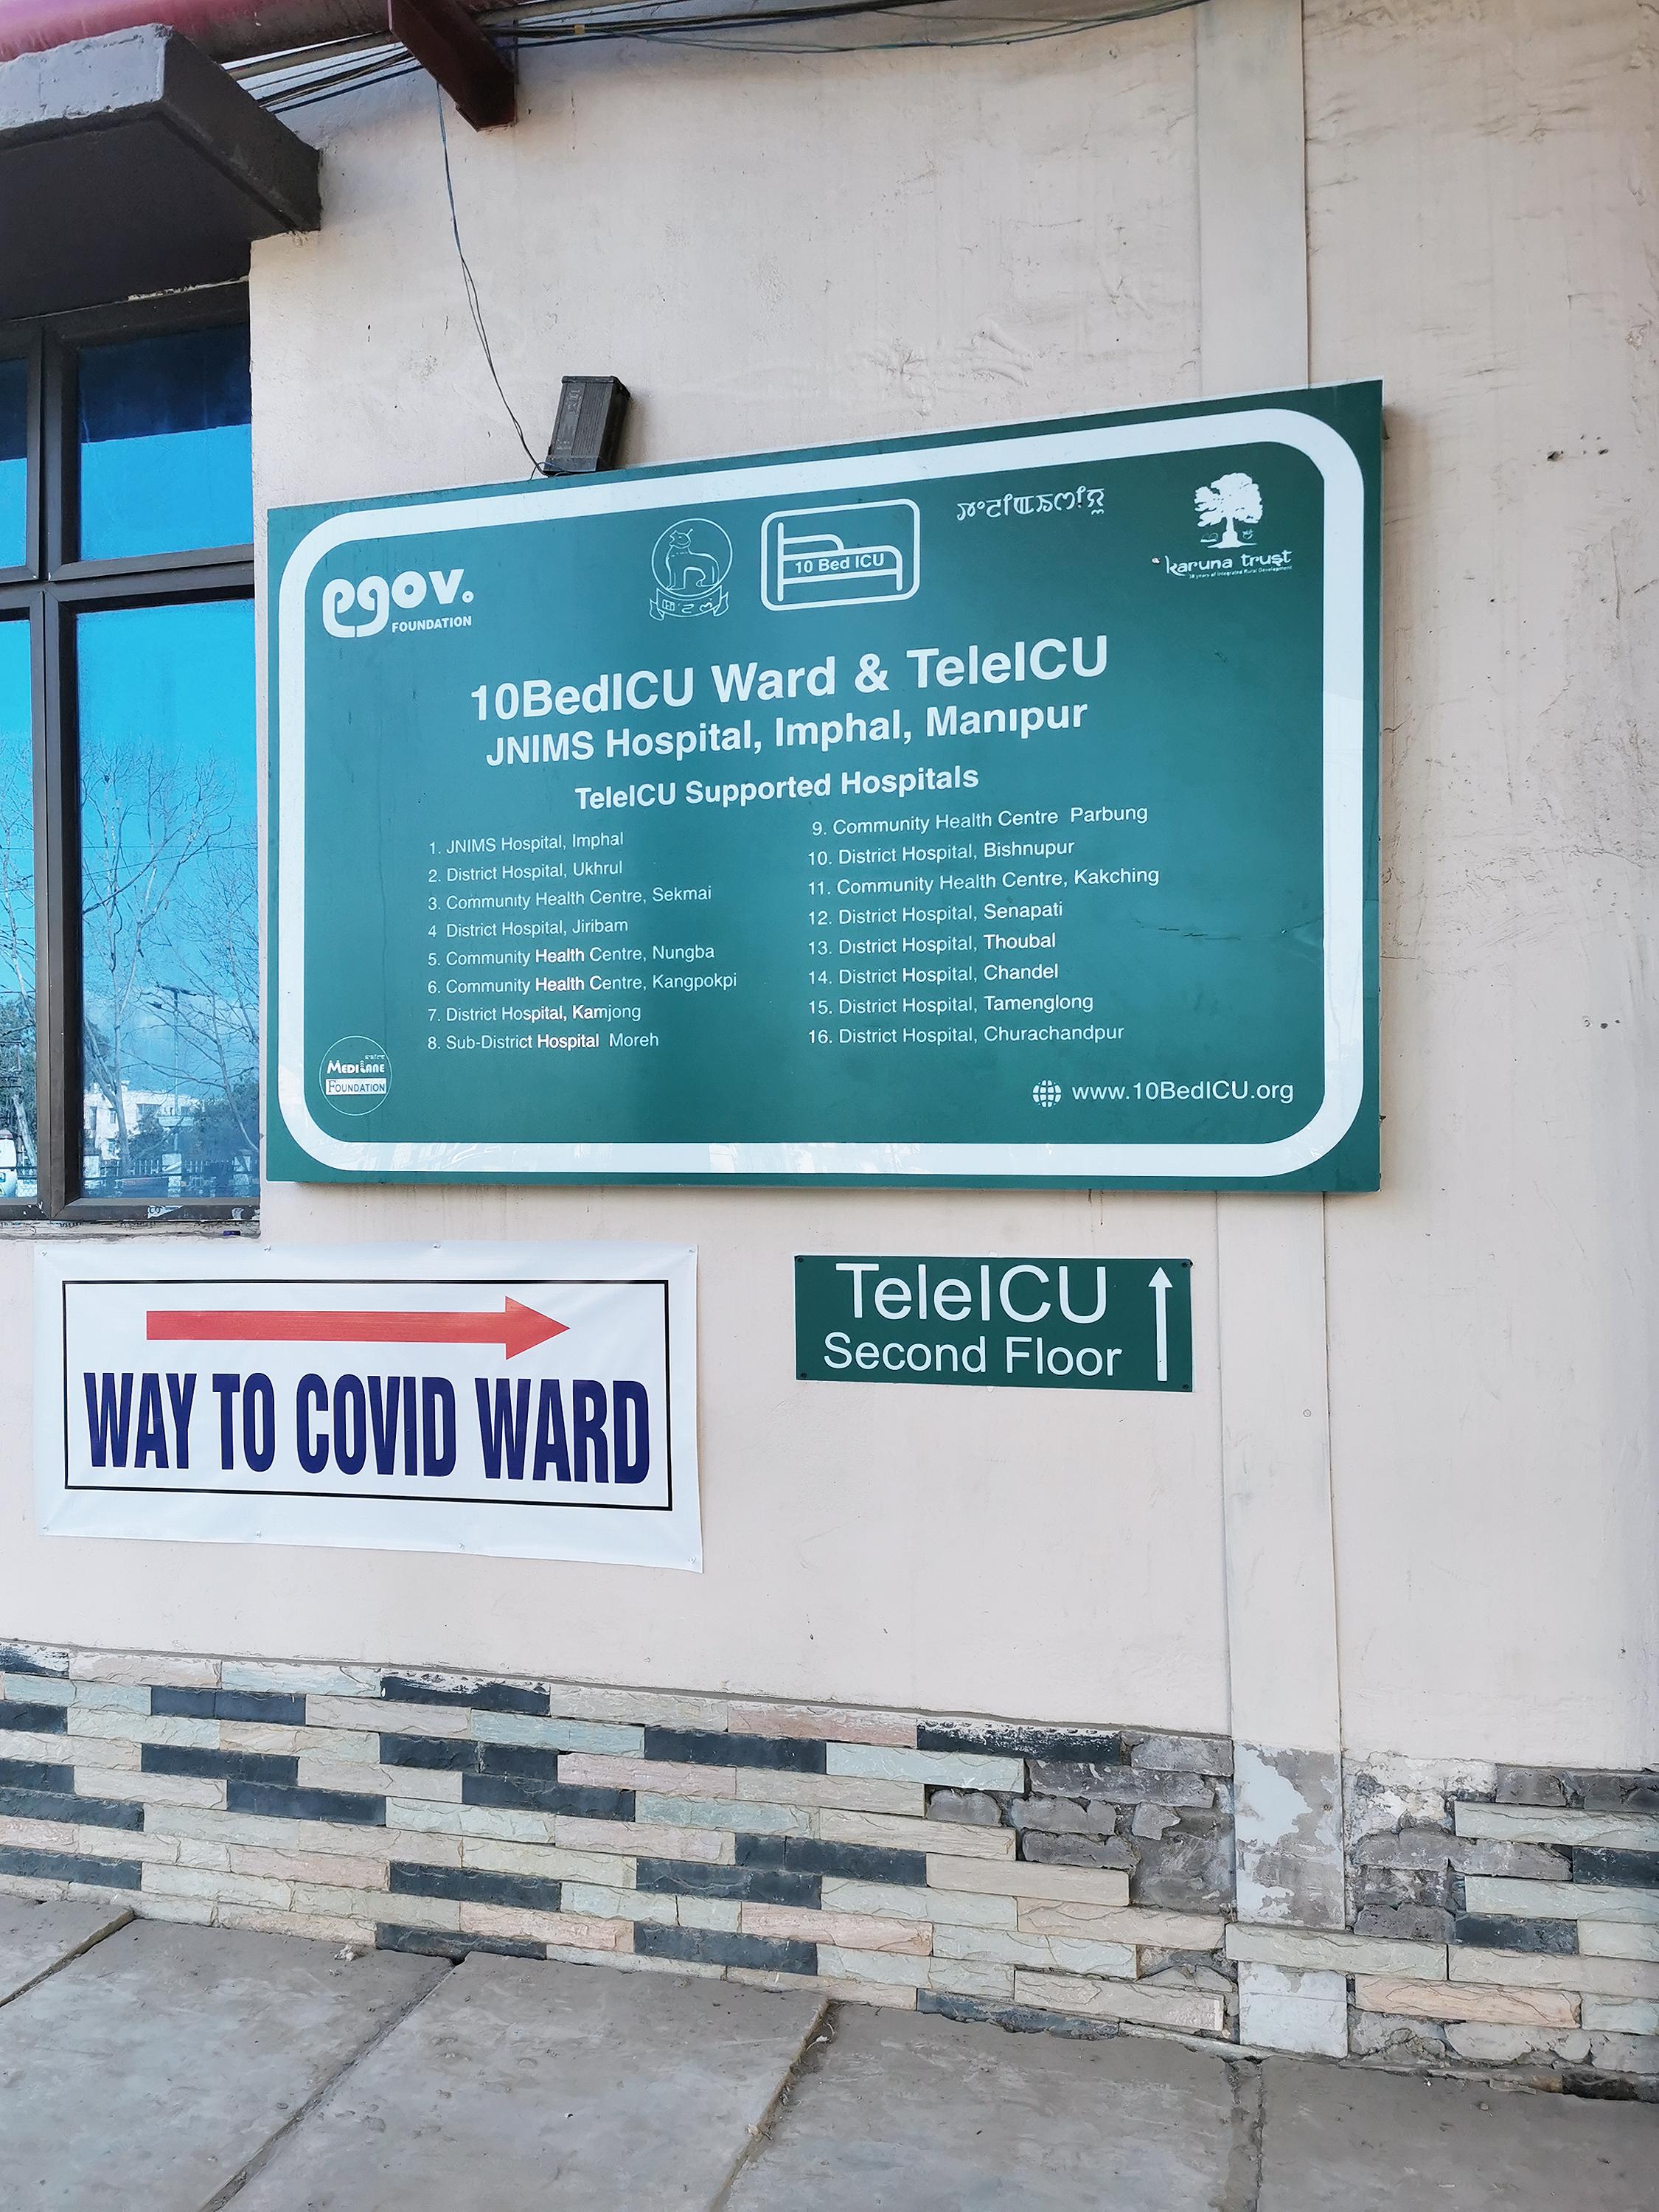 egov.
FOUNDATION
10 Bed ICU
karuna trust
10BedICU Ward & TeleICU
JNIMS Hospital, Imphal, Manipur
TeleICU Supported Hospitals
1. JNIMS Hospital, Imphal
2. District Hospital, Ukhrul
3. Community Health Centre, Sekmai
4 District Hospital, Jiribam
5. Community Health Centre, Nungba
6. Community Health Centre, Kangpokpi
7. District Hospital, Kamjong
8. Sub-District Hospital Moreh
9. Community Health Centre Parbung
10. District Hospital, Bishnupur
11. Community Health Centre, Kakching
12. District Hospital, Senapati
13. District Hospital, Thoubal
14. District Hospital, Chandel
15. District Hospital, Tamenglong
16. District Hospital, Churachandpur
MEDILANE
FOUNDATION
www.10BedICU.org
WAY TO COVID WARD
TeleICU
Second Floor